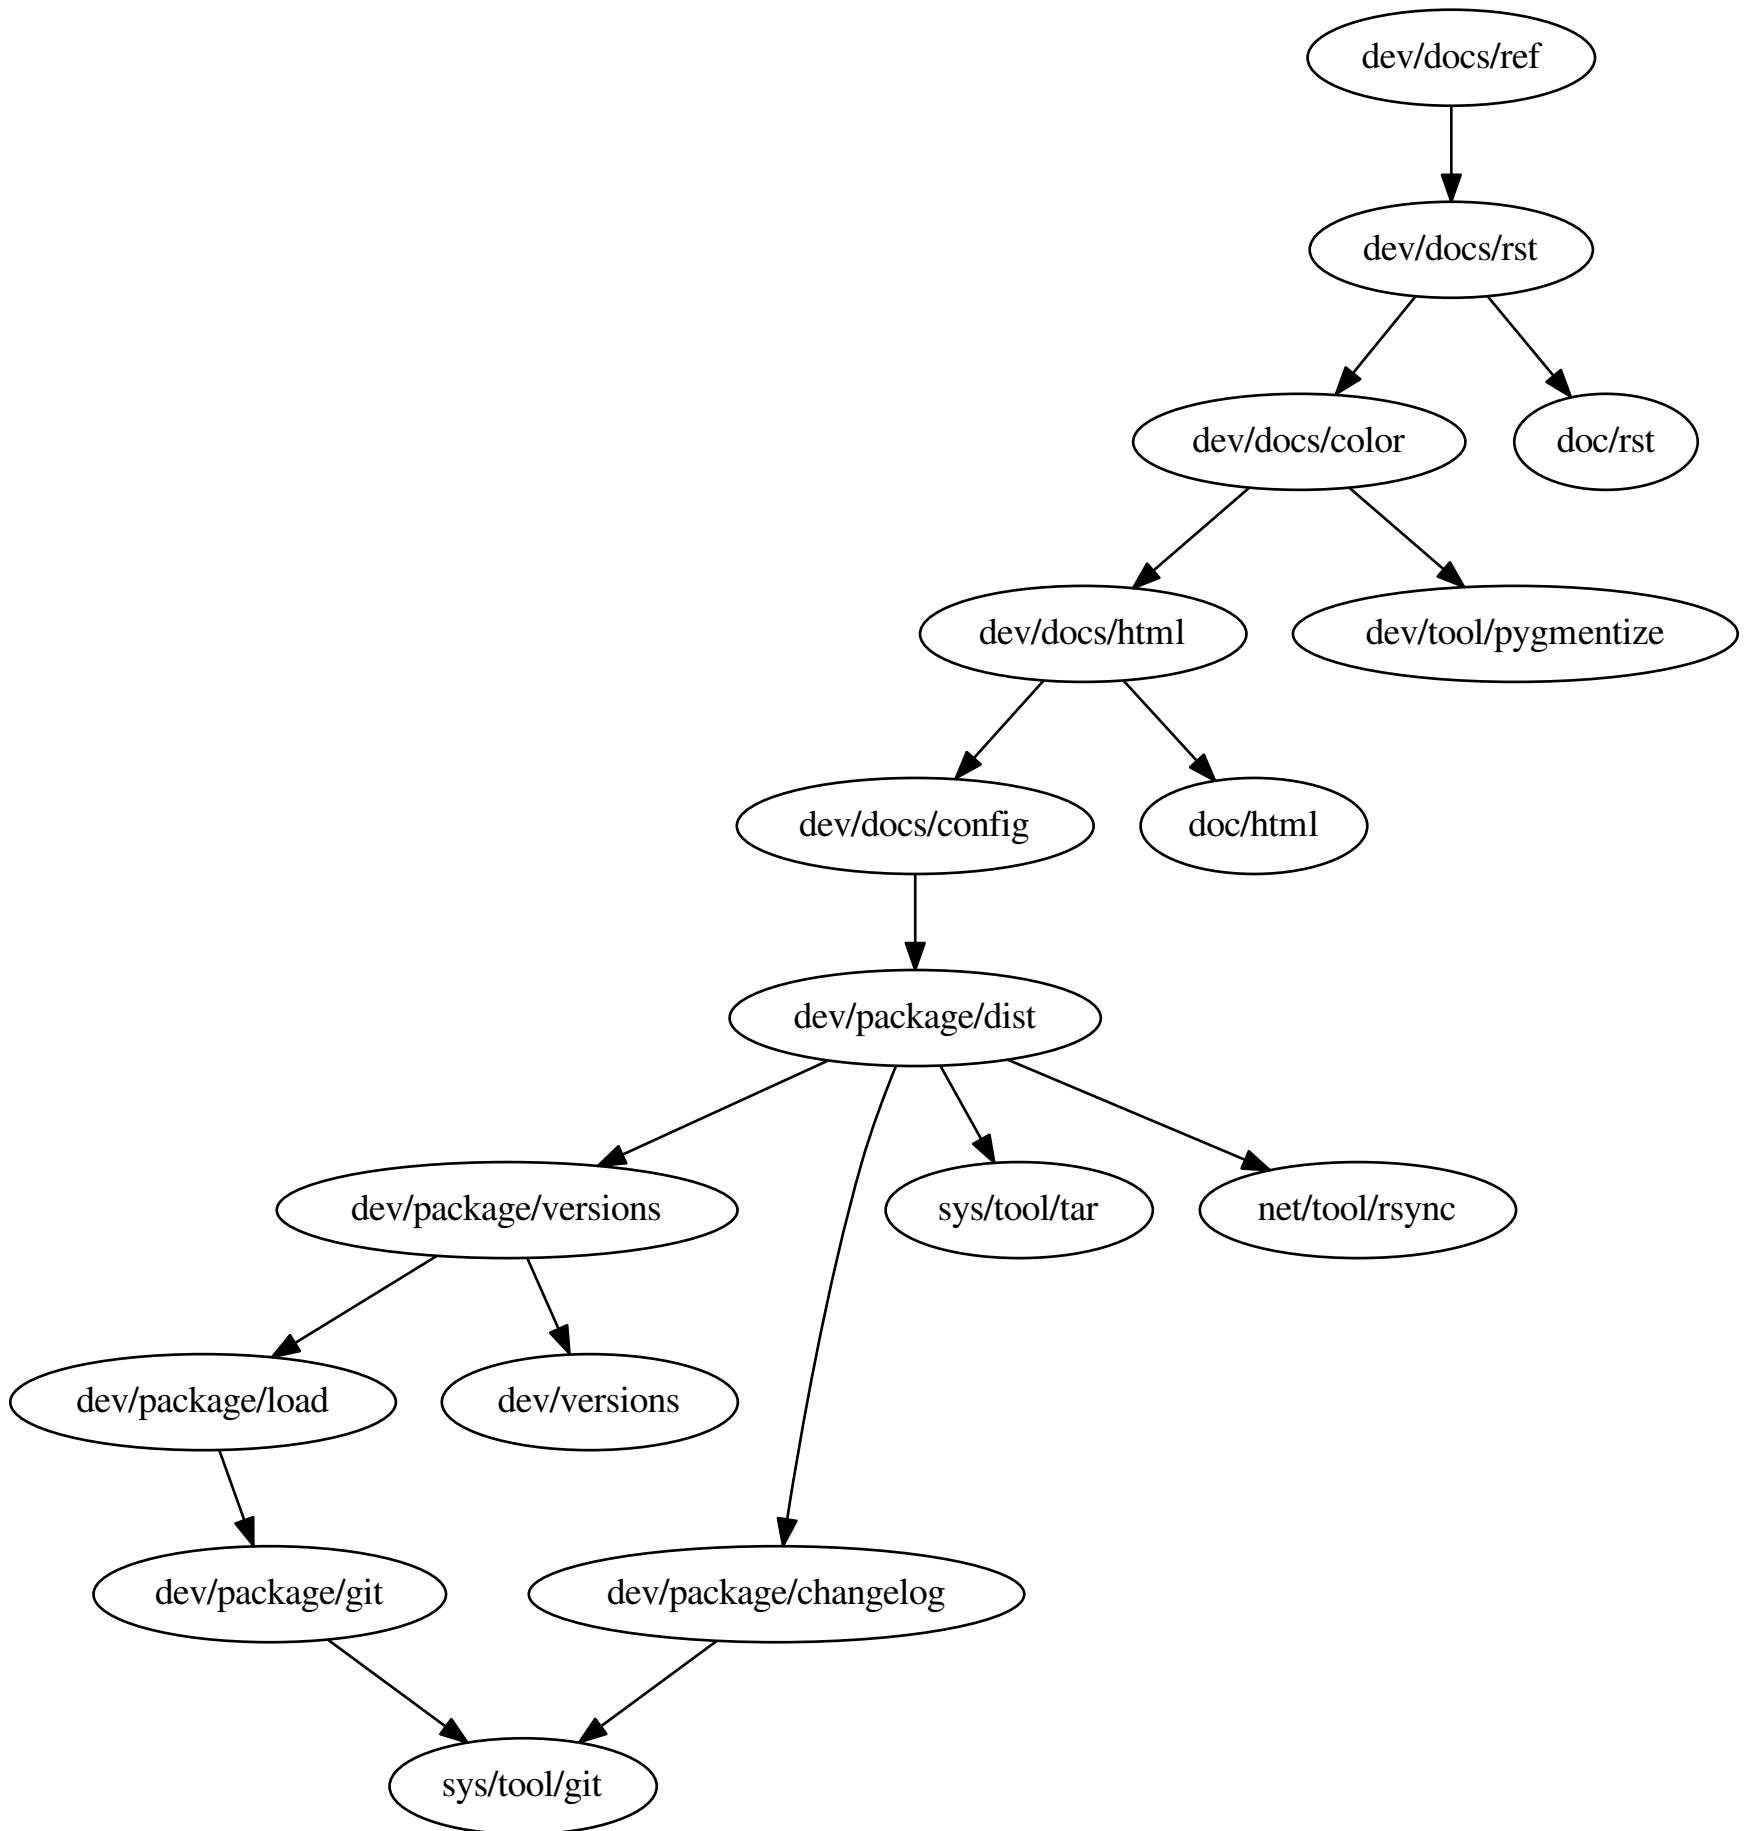 dev/docs/ref
dev/docs/rst
dev/docs/color
doc/rst
dev/docs/html
dev/tool/pygmentize
dev/docs/config
doc/html
dev/package/dist
dev/package/versions
sys/tool/tar
net/tool/rsync
dev/package/load
dev/versions
dev/package/git
dev/package/changelog
sys/tool/git